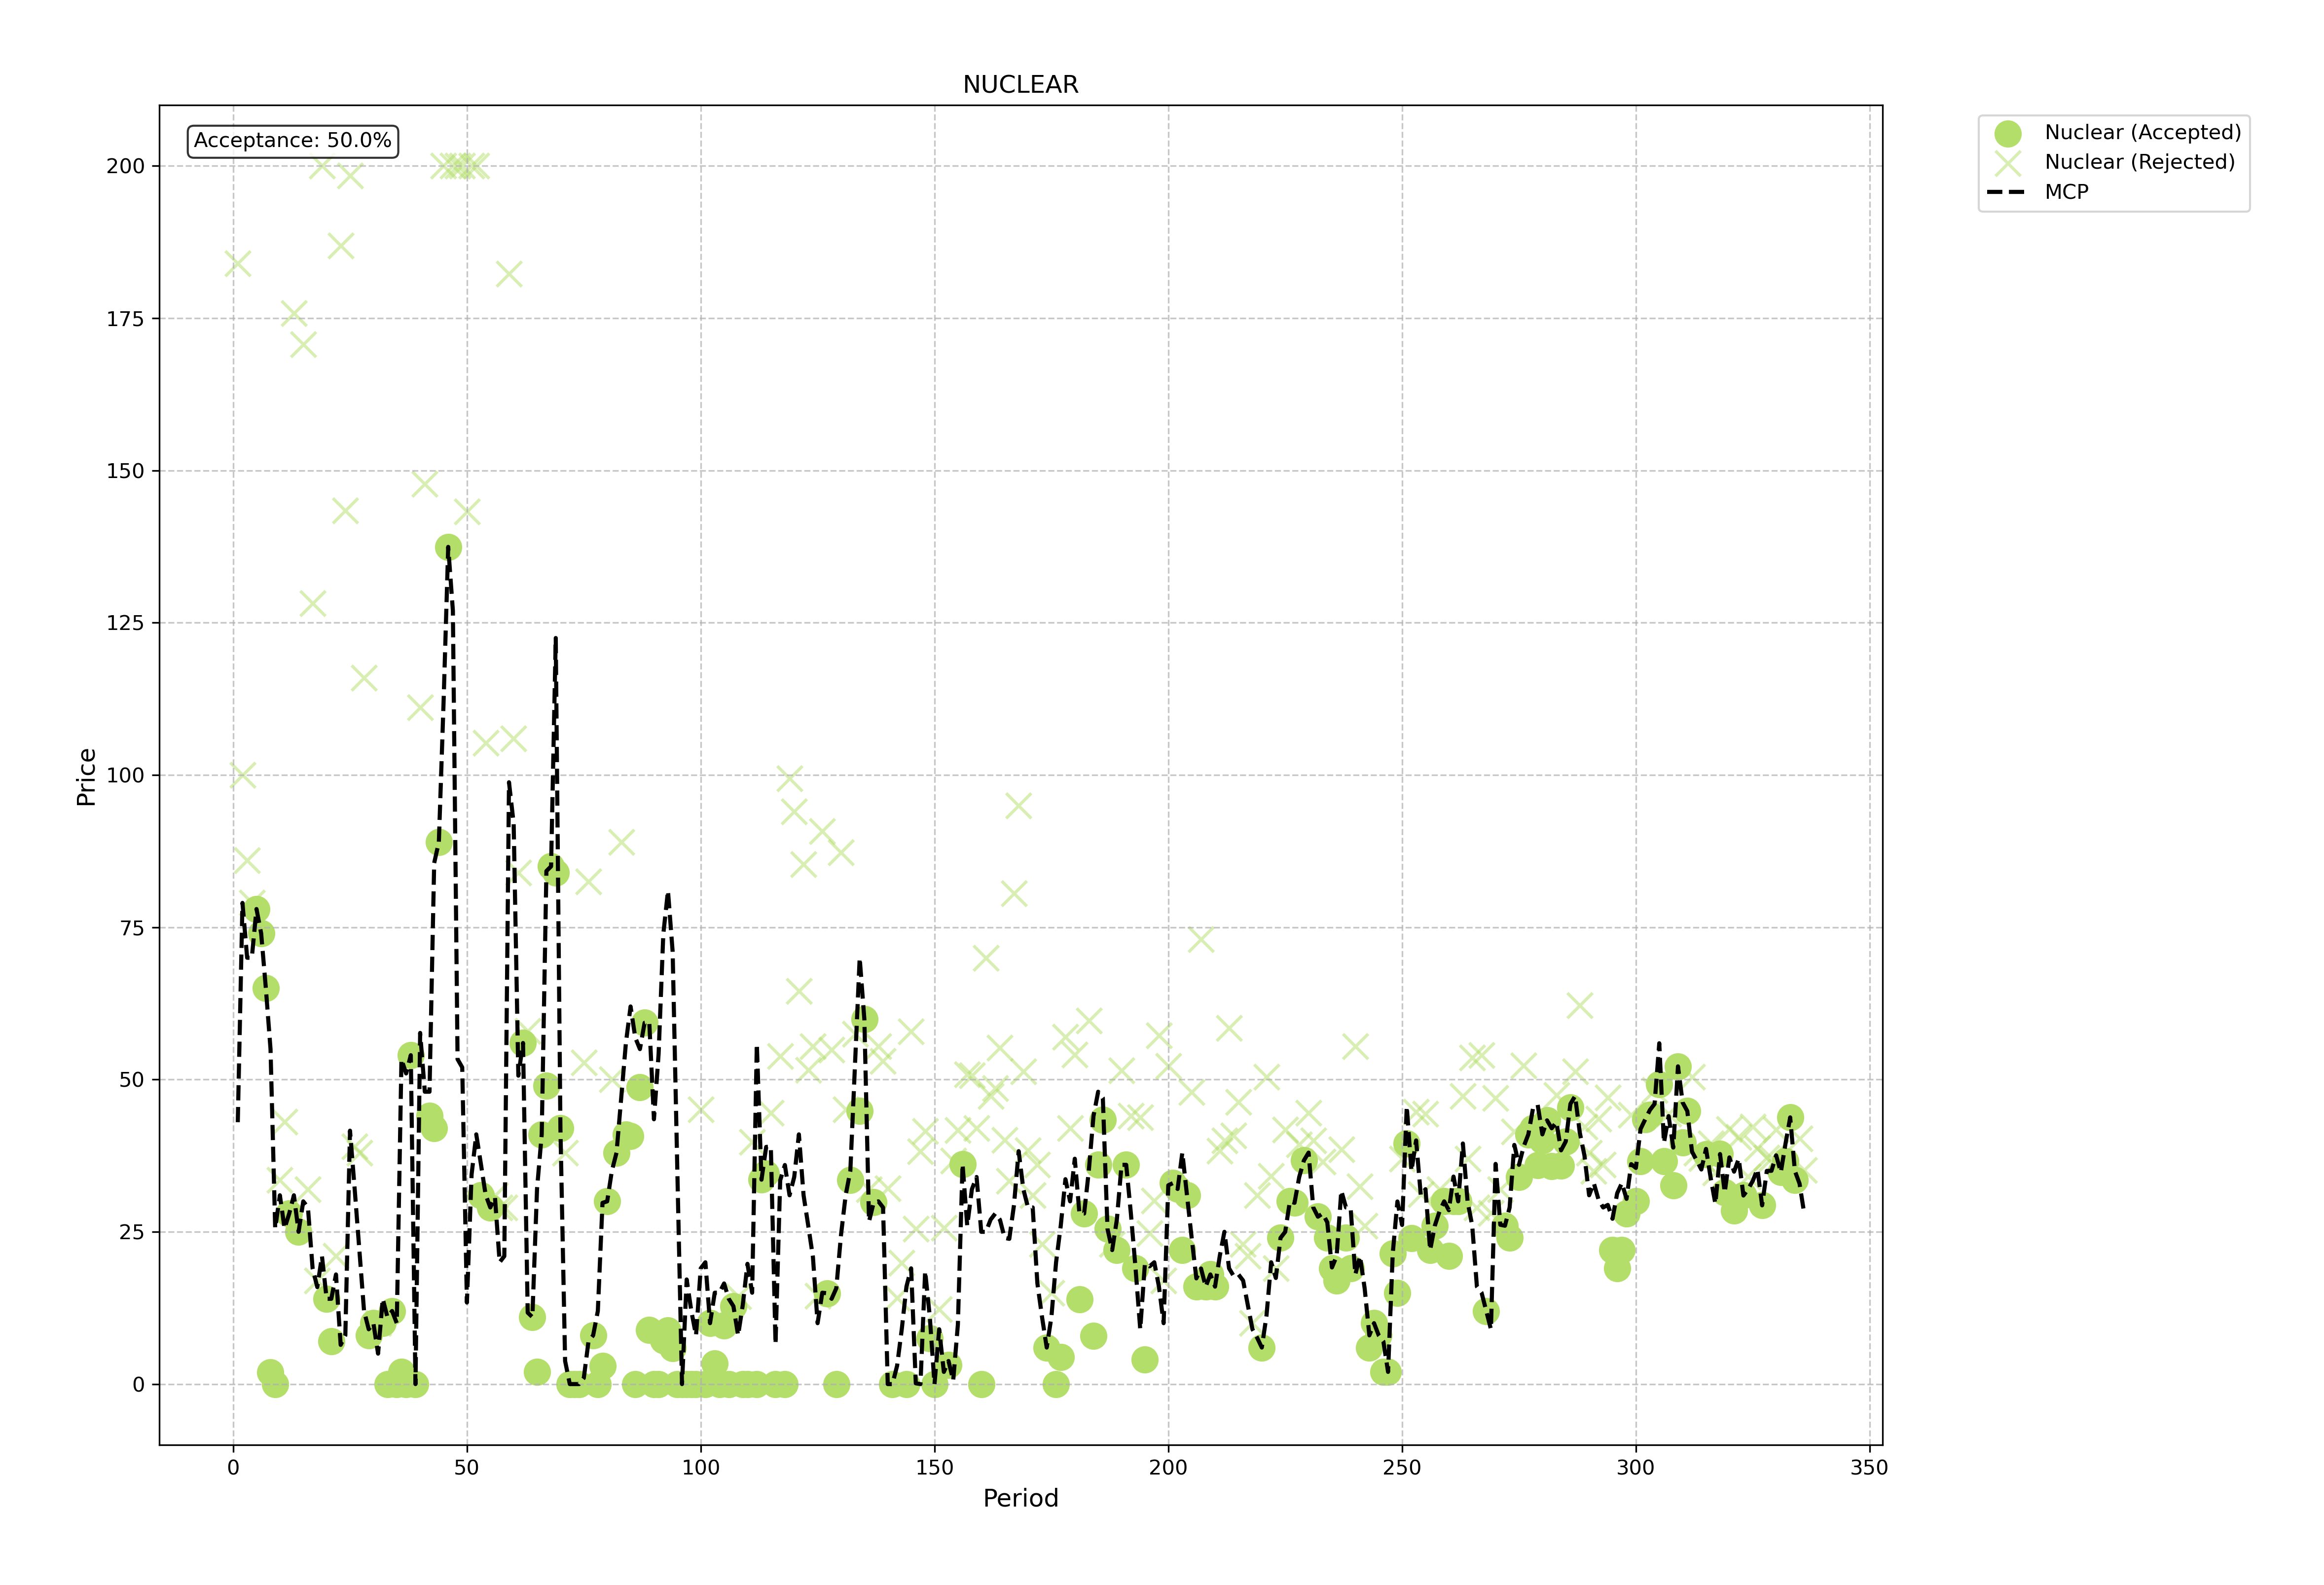 NUCLEAR
Acceptance: 50.0%
Nuclear (Accepted)
Nuclear (Rejected)
MCP
200
175
150
125
100
75
50
25
0
Price
0 50 100 150 200 250 300 350
Period